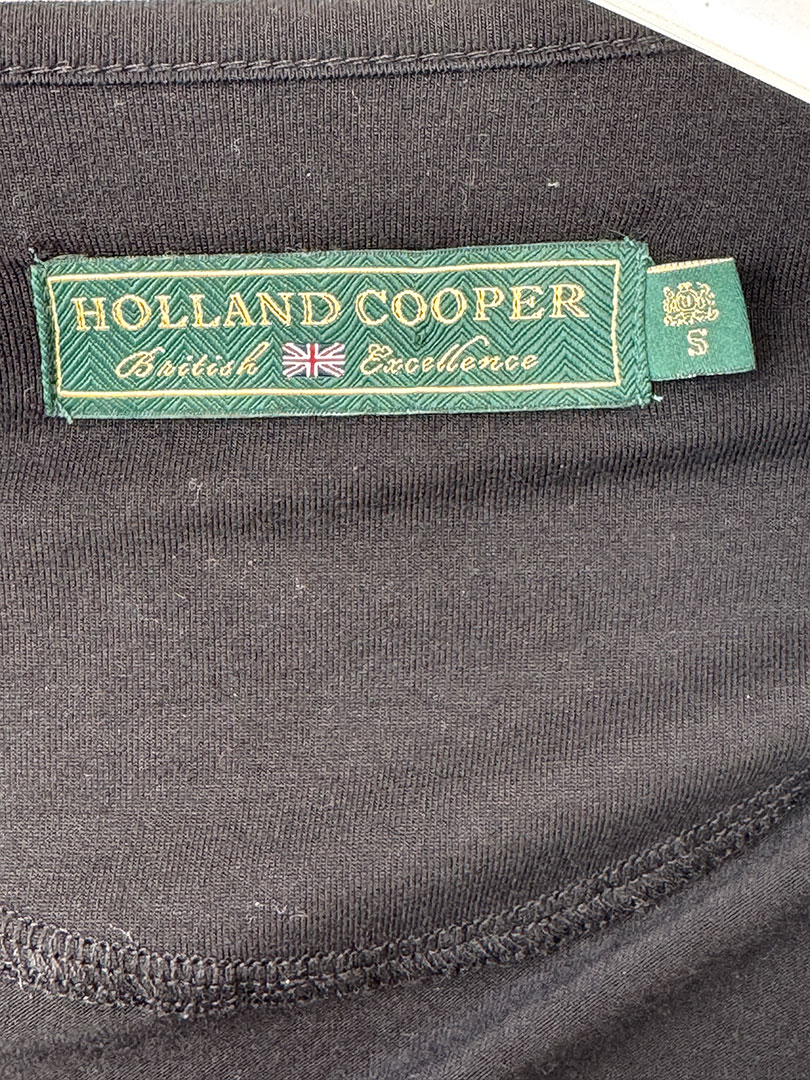 HOLLAND COOPER
British Excellence
S